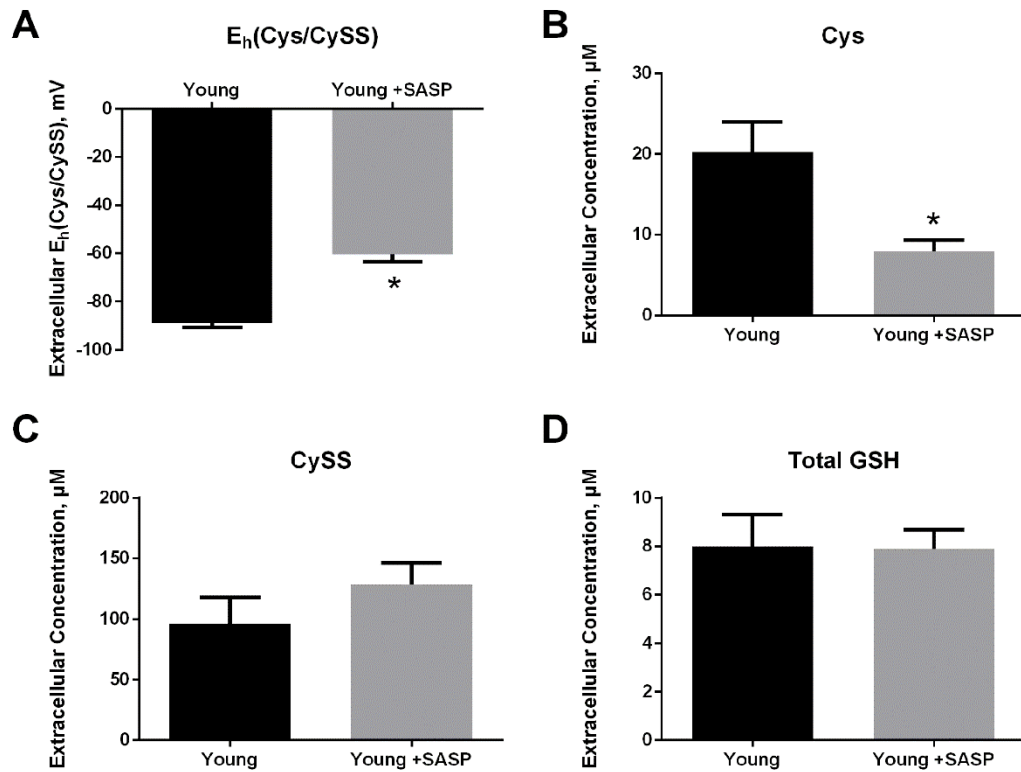 A
E_h(Cys/CySS)
Young
Young +SASP
0
-20
-40
-60
-80
-100
Extracellular E_h(Cys/CySS), mV
*
B
Cys
30
20
10
0
Extracellular Concentration, µM
*
Young
Young +SASP
C
CySS
200
150
100
50
0
Extracellular Concentration, µM
Young
Young +SASP
D
Total GSH
10
8
6
4
2
0
Extracellular Concentration, µM
Young
Young +SASP